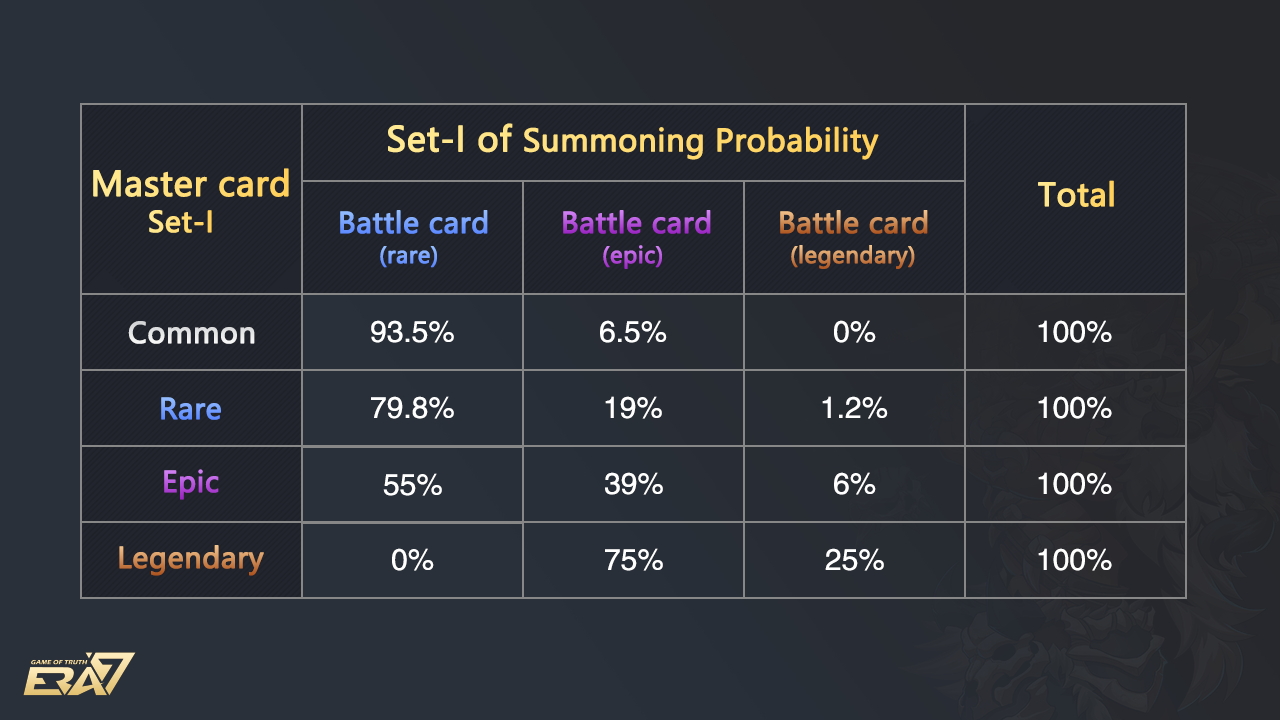 Master card
Set-I
Set-I of Summoning Probability
Total
Battle card
(rare)
Battle card
(epic)
Battle card
(legendary)
Common
93.5%
6.5%
0%
100%
Rare
79.8%
19%
1.2%
100%
Epic
55%
39%
6%
100%
Legendary
0%
75%
25%
100%
GAME OF TRUTH
ERA7